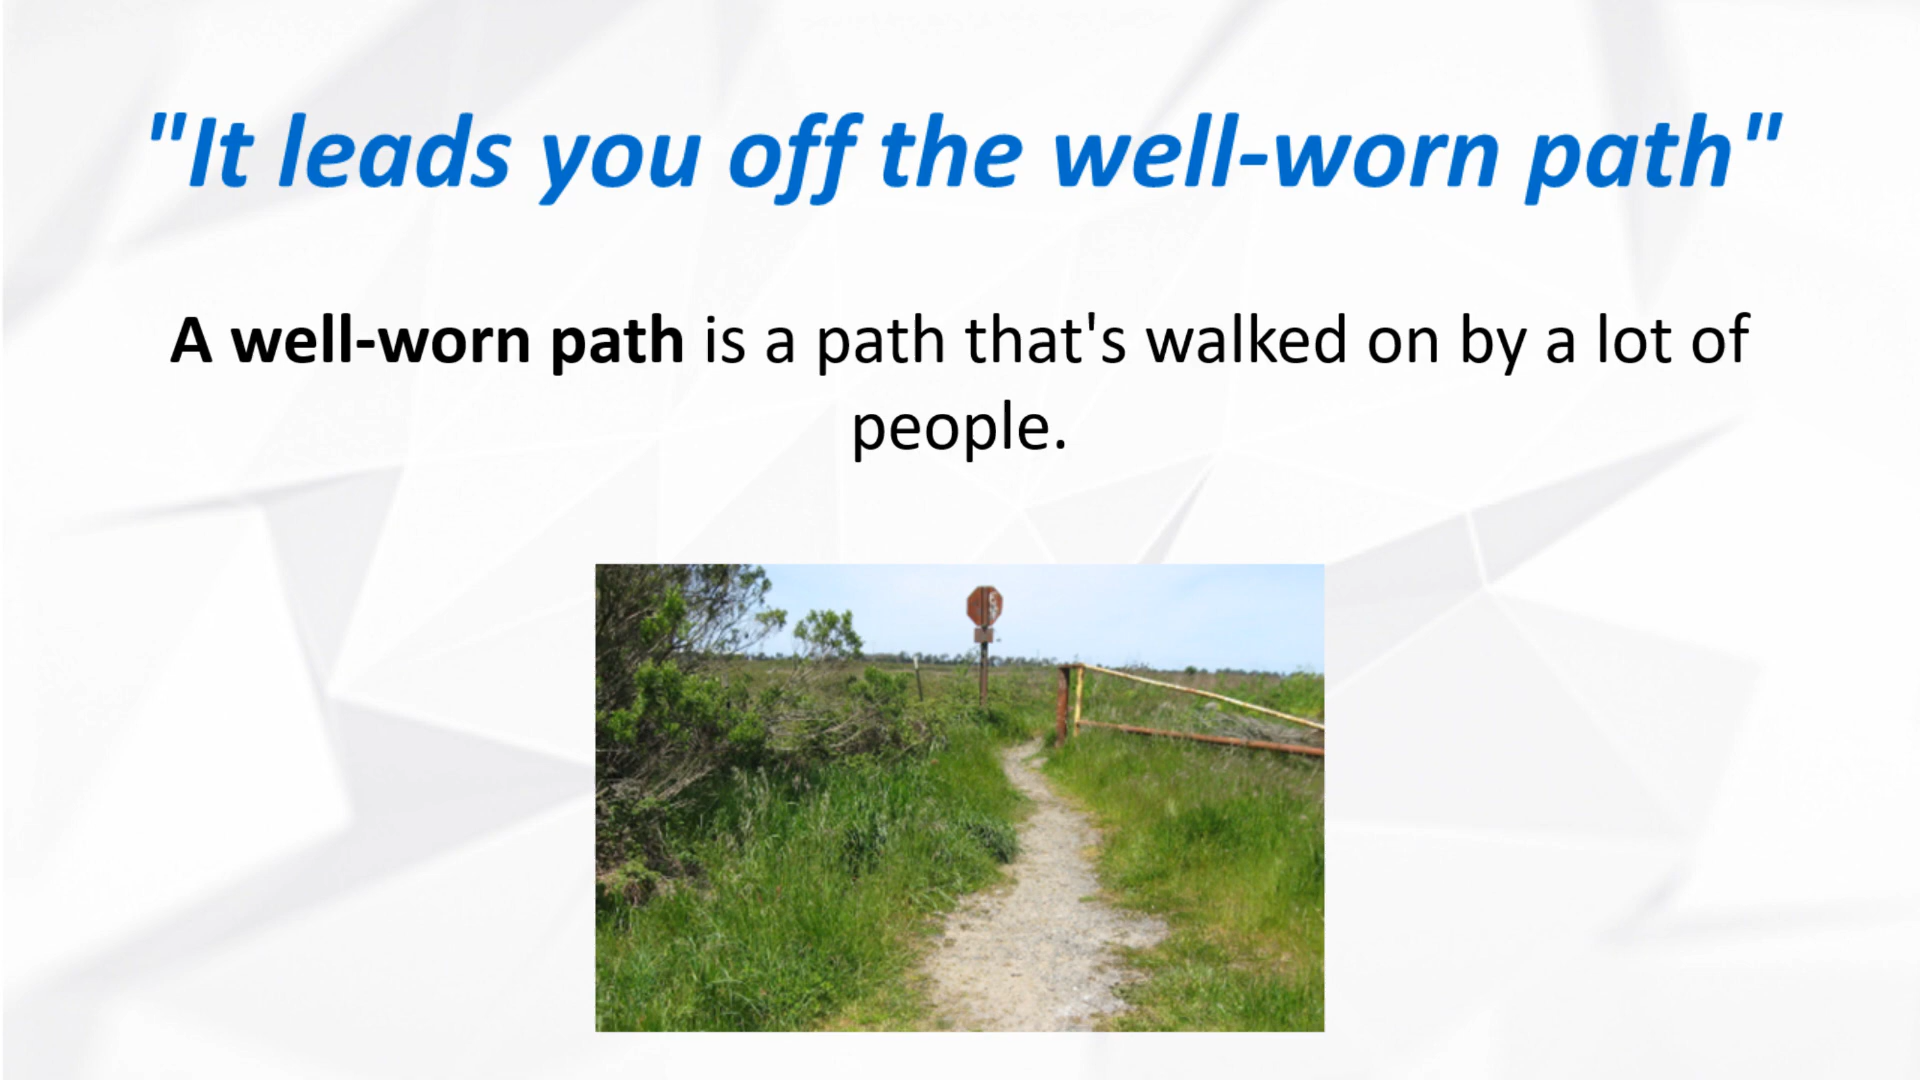 "It leads you off the well-worn path"
A well-worn path is a path that's walked on by a lot of
people.